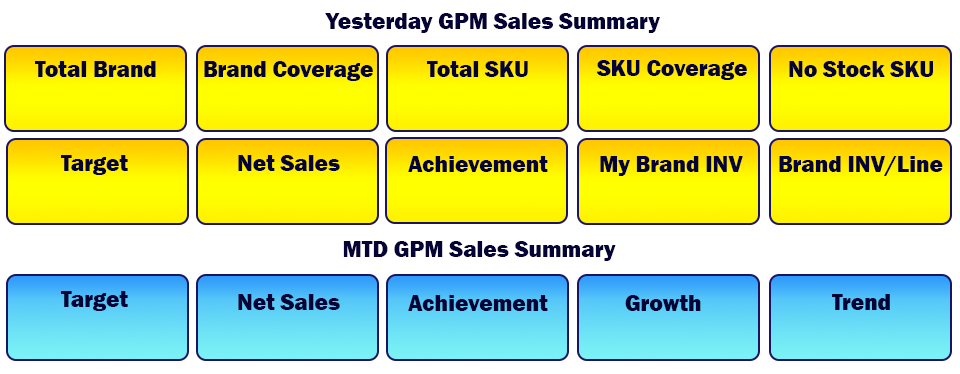 Yesterday GPM Sales Summary
Total Brand
Brand Coverage
Total SKU
SKU Coverage
No Stock SKU
Target
Net Sales
Achievement
My Brand INV
Brand INV/Line
MTD GPM Sales Summary
Target
Net Sales
Achievement
Growth
Trend